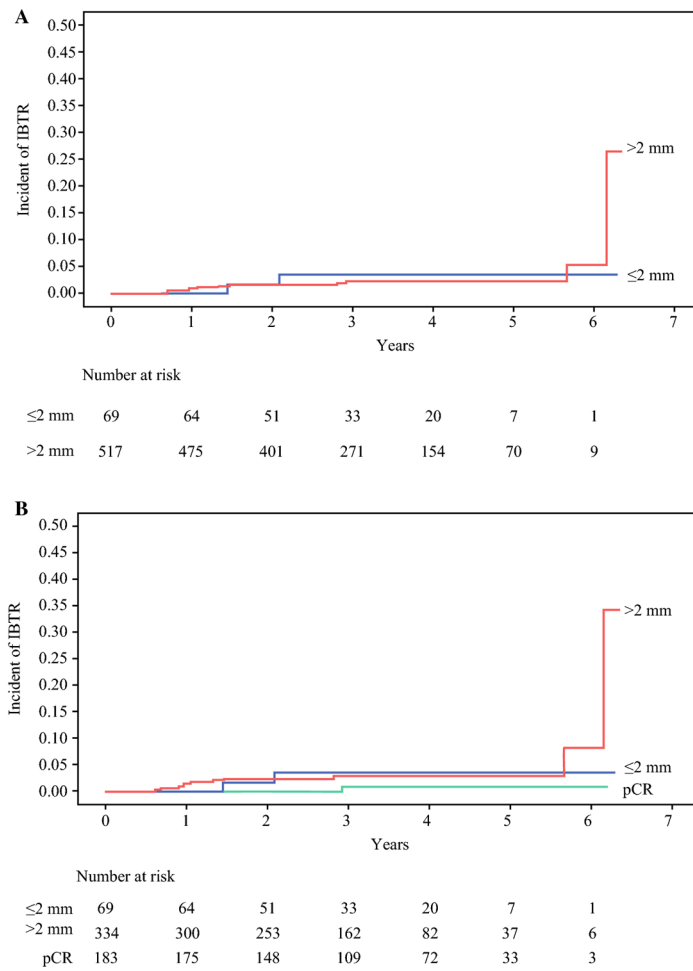 A
0.50
0.45
0.40
0.35
0.30
0.25
0.20
0.15
0.10
0.05
0.00
Incident of IBTR
>2 mm
≤2 mm
0 1 2 3 4 5 6 7
Years
Number at risk
≤2 mm 69 64 51 33 20 7 1
>2 mm 517 475 401 271 154 70 9
B
0.50
0.45
0.40
0.35
0.30
0.25
0.20
0.15
0.10
0.05
0.00
Incident of IBTR
>2 mm
≤2 mm
pCR
0 1 2 3 4 5 6 7
Years
Number at risk
≤2 mm 69 64 51 33 20 7 1
>2 mm 334 300 253 162 82 37 6
pCR 183 175 148 109 72 33 3